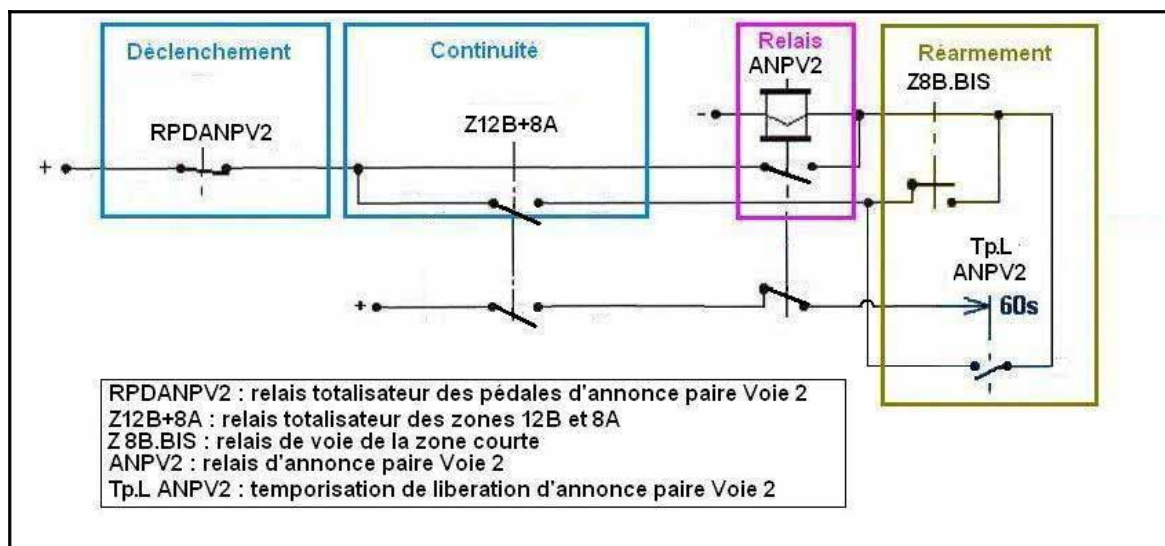 Dèclenchement
Continuité
Relais
ANPV2
Réarmement
Z8B.BIS
RPDANPV2
Z12B+8A
-
+
Tp.L
ANPV2
+
60s
RPDANPV2 : relais totalisateur des pédales d'annonce paire Voie 2
Z12B+8A : relais totalisateur des zones 12B et 8A
Z 8B.BIS : relais de voie de la zone courte
ANPV2 : relais d'annonce paire Voie 2
Tp.L ANPV2 : temporisation de liberation d'annonce paire Voie 2